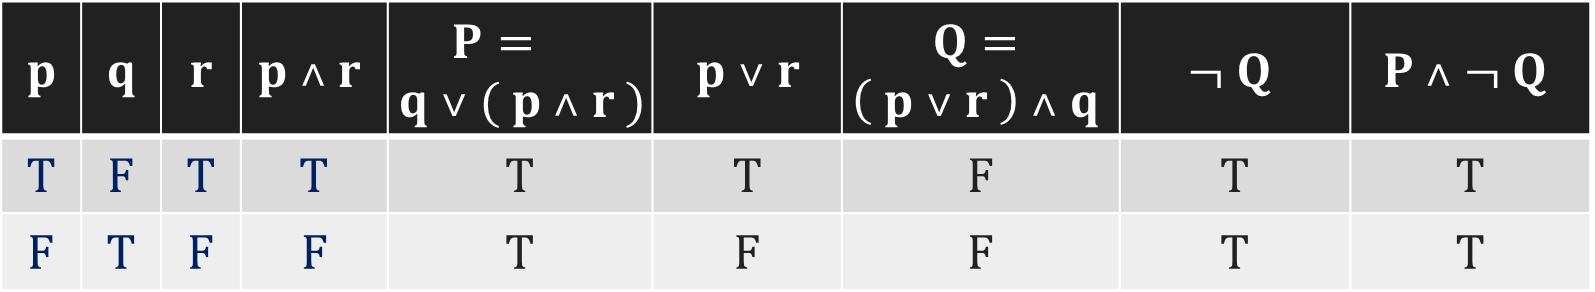 p q r p ∧ r P = q ∨ ( p ∧ r ) p ∨ r Q = ( p ∨ r ) ∧ q ¬ Q P ∧ ¬ Q
T F T T T T F T T
F T F F T F F T T